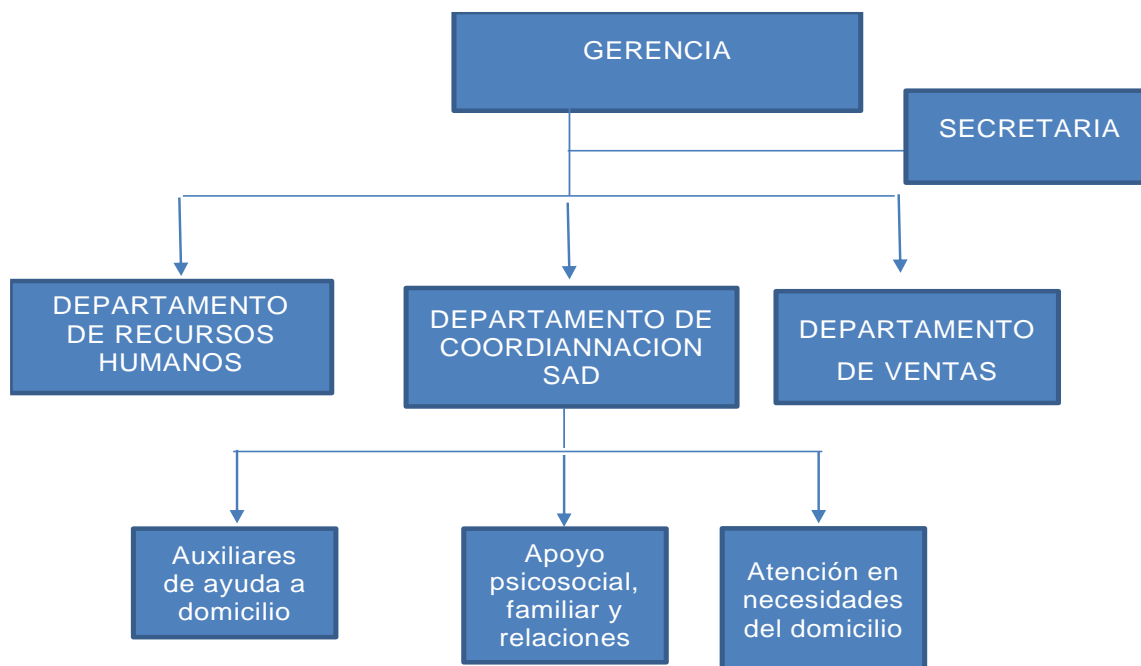 GERENCIA
SECRETARIA
DEPARTAMENTO
DE RECURSOS
HUMANOS
DEPARTAMENTO DE
COORDIANNACION
SAD
DEPARTAMENTO
DE VENTAS
Auxiliares
de ayuda a
domicilio
Apoyo
psicosocial,
familiar y
relaciones
Atención en
necesidades
del domicilio